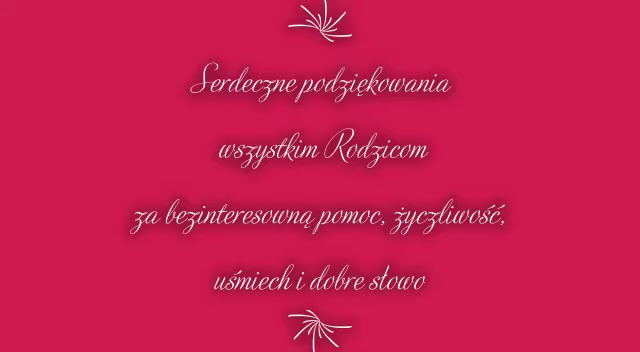 Serdeczne podziękowania
wszystkim Rodzicom
za bezinteresowną pomoc, życzliwość,
uśmiech i dobre słowo